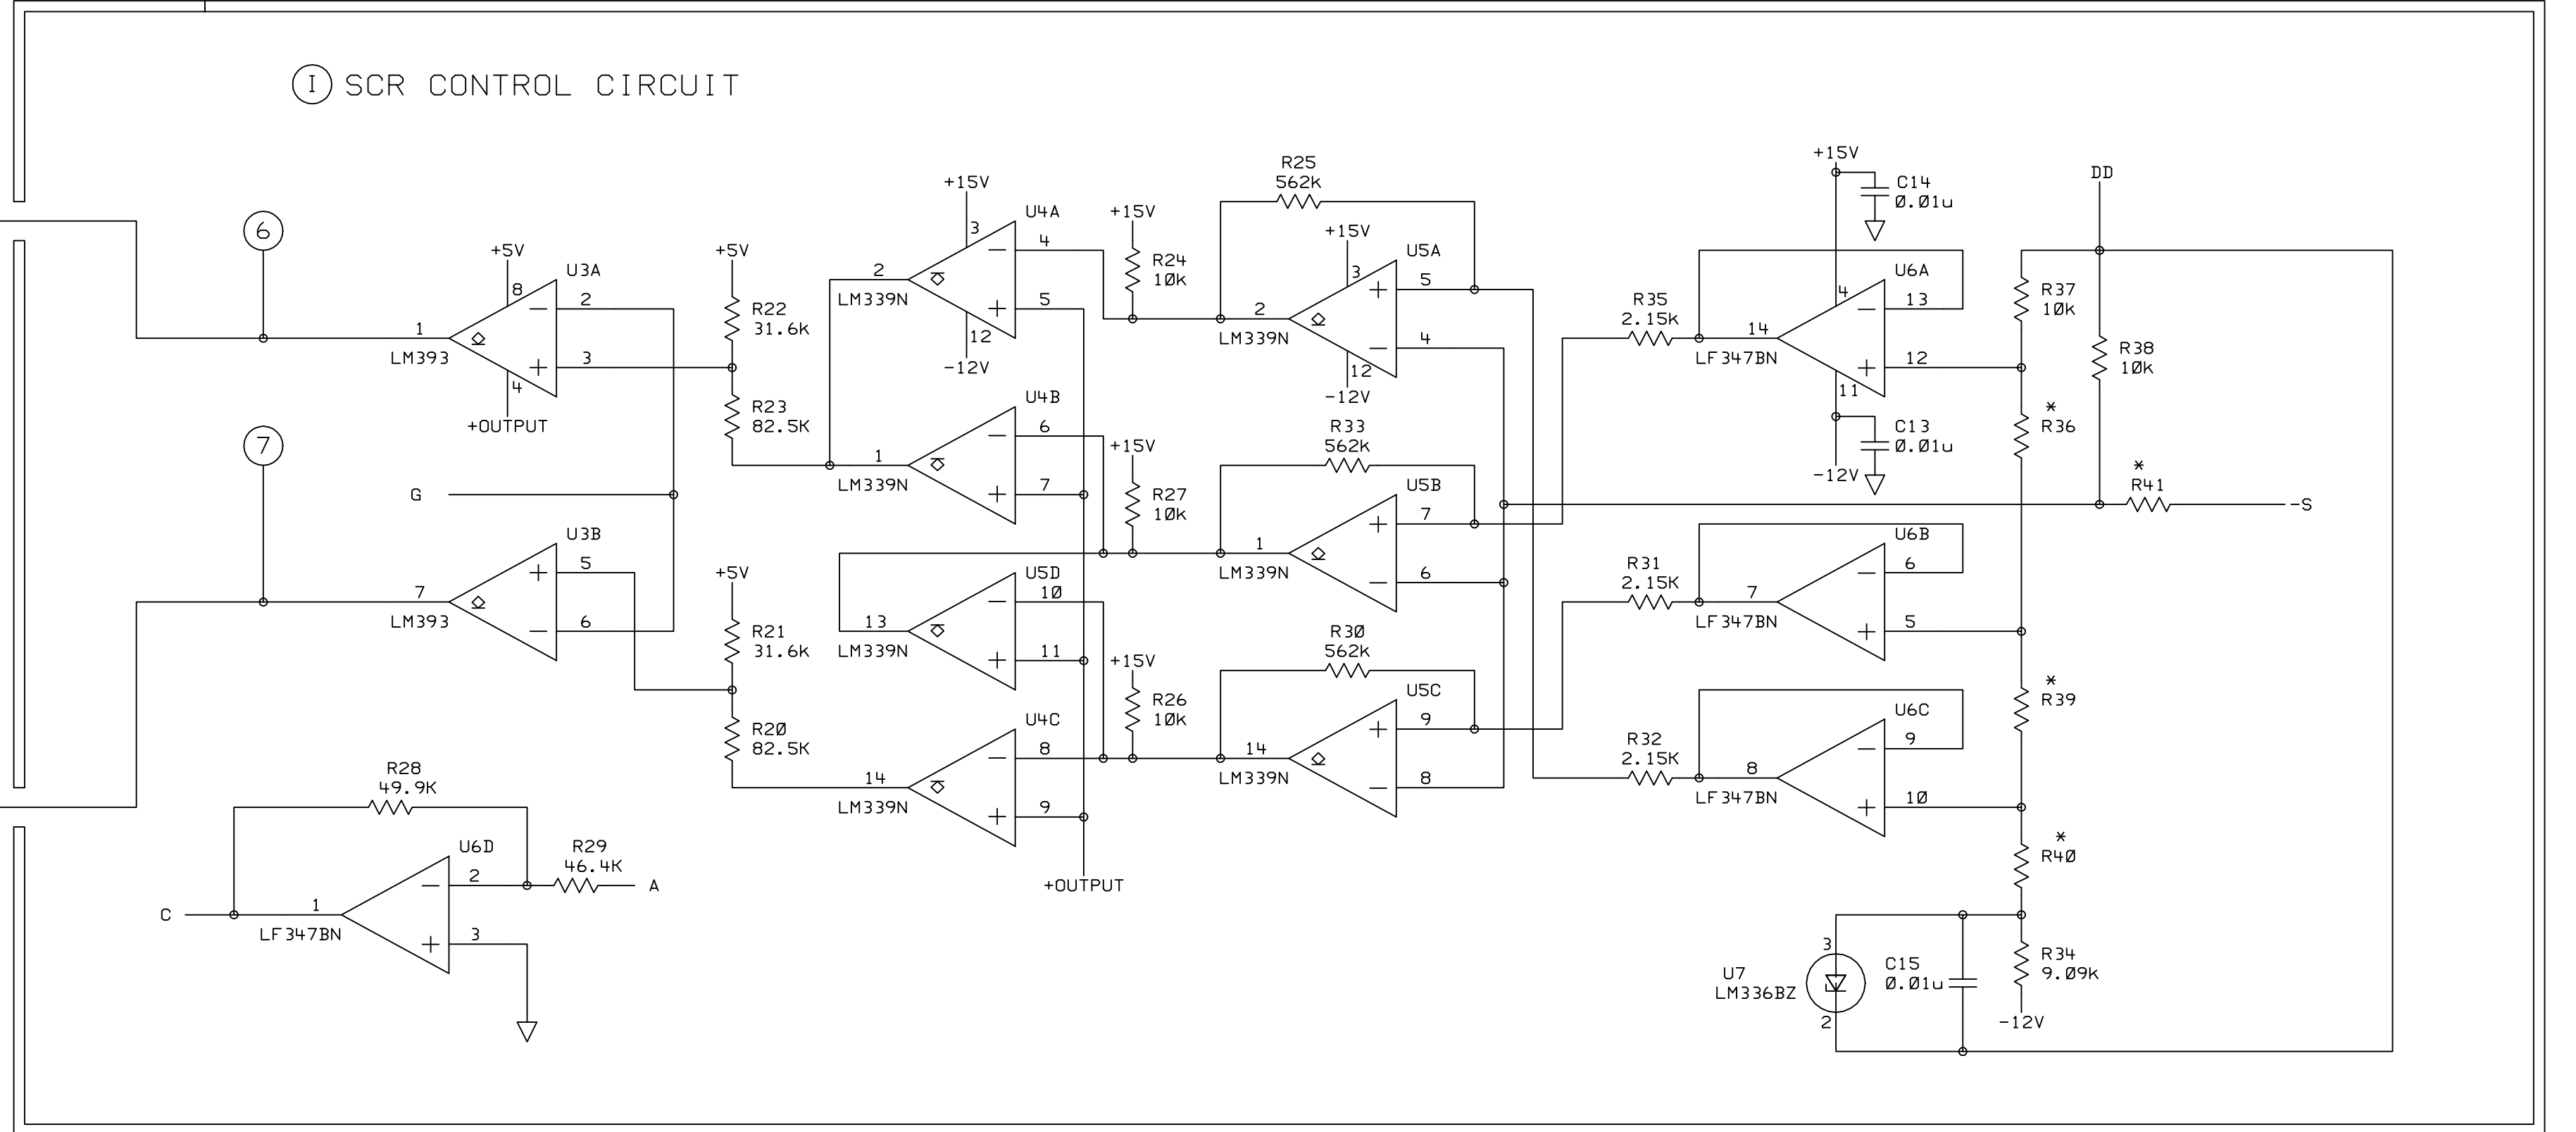 I SCR CONTROL CIRCUIT
6
+5V
8
U3A
2
1
LM393
3
4
+OUTPUT
7
G
U3B
5
7
LM393
6
+5V
R22
31.6k
R23
82.5K
+5V
R21
31.6k
R20
82.5K
+15V
3
U4A
4
2
LM339N
5
12
-12V
U4B
6
1
LM339N
7
U5D
10
13
LM339N
11
U4C
8
14
LM339N
9
+OUTPUT
+15V
R24
10k
+15V
R27
10k
+15V
R26
10k
R25
562k
+15V
3
U5A
5
2
LM339N
4
12
-12V
R33
562k
U5B
7
1
LM339N
6
R30
562k
U5C
9
14
LM339N
8
R35
2.15K
R31
2.15K
R32
2.15K
+15V
C14
0.01u
4
U6A
13
14
LF347BN
12
11
C13
0.01u
-12V
U6B
6
7
LF347BN
5
U6C
9
8
LF347BN
10
DD
R37
10k
R38
10k
*
R36
*
R41
-S
*
R39
*
R40
R34
9.09k
-12V
3
U7
LM336BZ
2
C15
0.01u
R28
49.9K
U6D
2
R29
46.4K
A
C
1
LF347BN
3